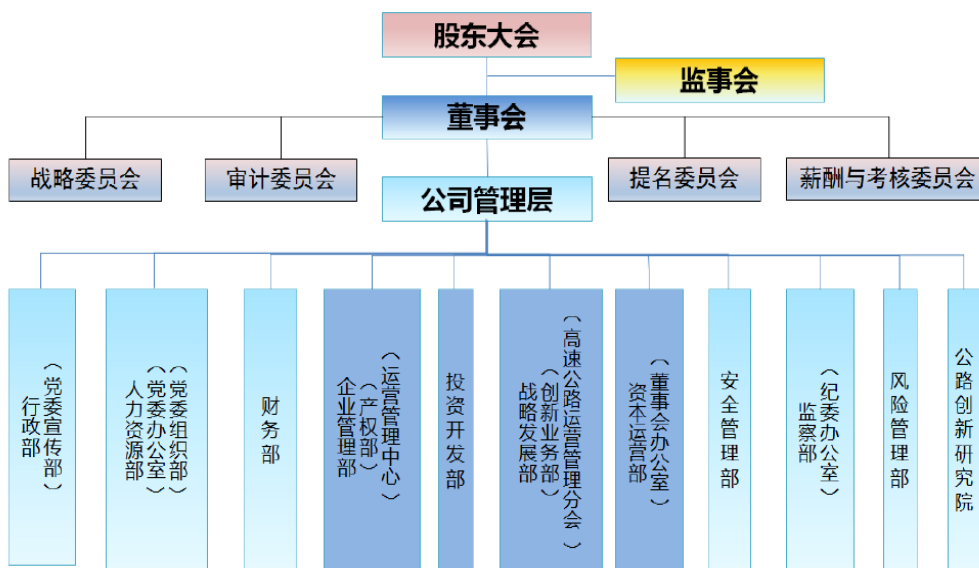 股东大会
监事会
董事会
战略委员会
审计委员会
提名委员会
薪酬与考核委员会
公司管理层
行政部
（党委宣传部）
人力资源部
（党委办公室）
（党委组织部）
财务部
企业管理部
（产权部）
（运营管理中心）
投资开发部
战略发展部
（创新业务部）
（高速公路运营管理分会）
资本运营部
（董事会办公室）
安全管理部
监察部
（纪委办公室）
风险管理部
公路创新研究院